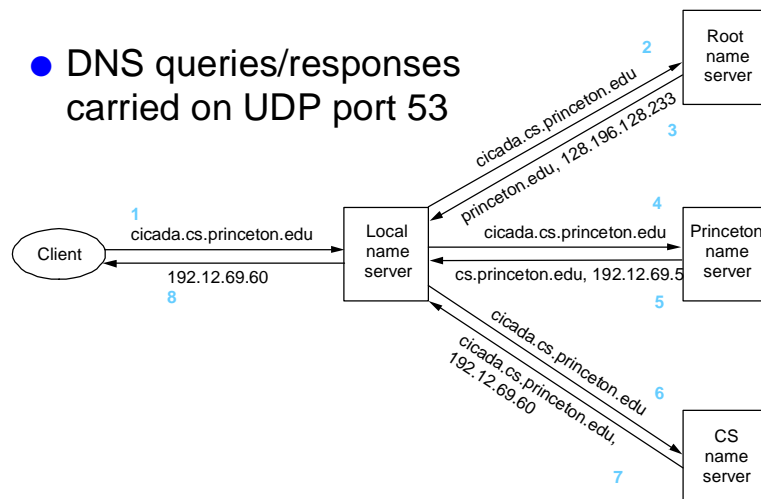 DNS queries/responses
carried on UDP port 53
2
Root
name
server
cicada.cs.princeton.edu
princeton.edu, 128.196.128.233
3
1
cicada.cs.princeton.edu
Client
192.12.69.60
8
Local
name
server
4
cicada.cs.princeton.edu
cs.princeton.edu, 192.12.69.5
5
Princeton
name
server
cicada.cs.princeton.edu
cicada.cs.princeton.edu,
192.12.69.60
6
7
CS
name
server